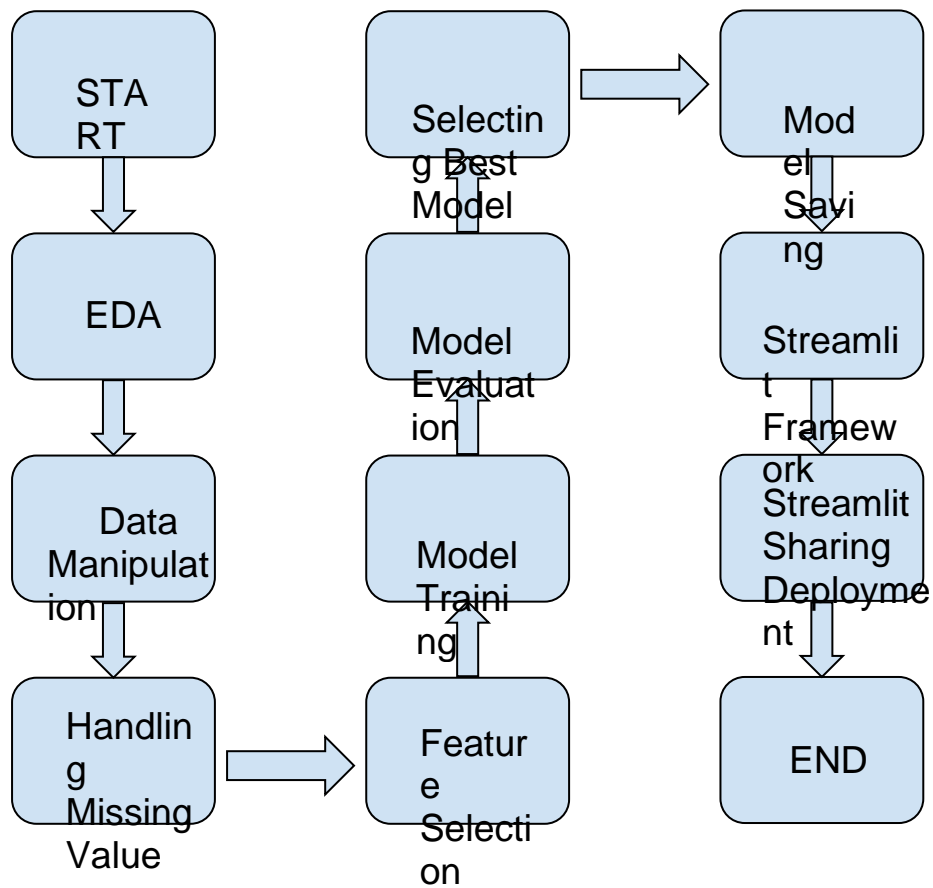 STA
RT
EDA
Data
Manipulat
ion
Handlin
g
Missing
Value
Featur
e
Selecti
on
Model
Traini
ng
Model
Evaluat
ion
Selectin
g Best
Model
Mod
el
Savi
ng
Streamli
t
Framew
ork
Streamlit
Sharing
Deployme
nt
END